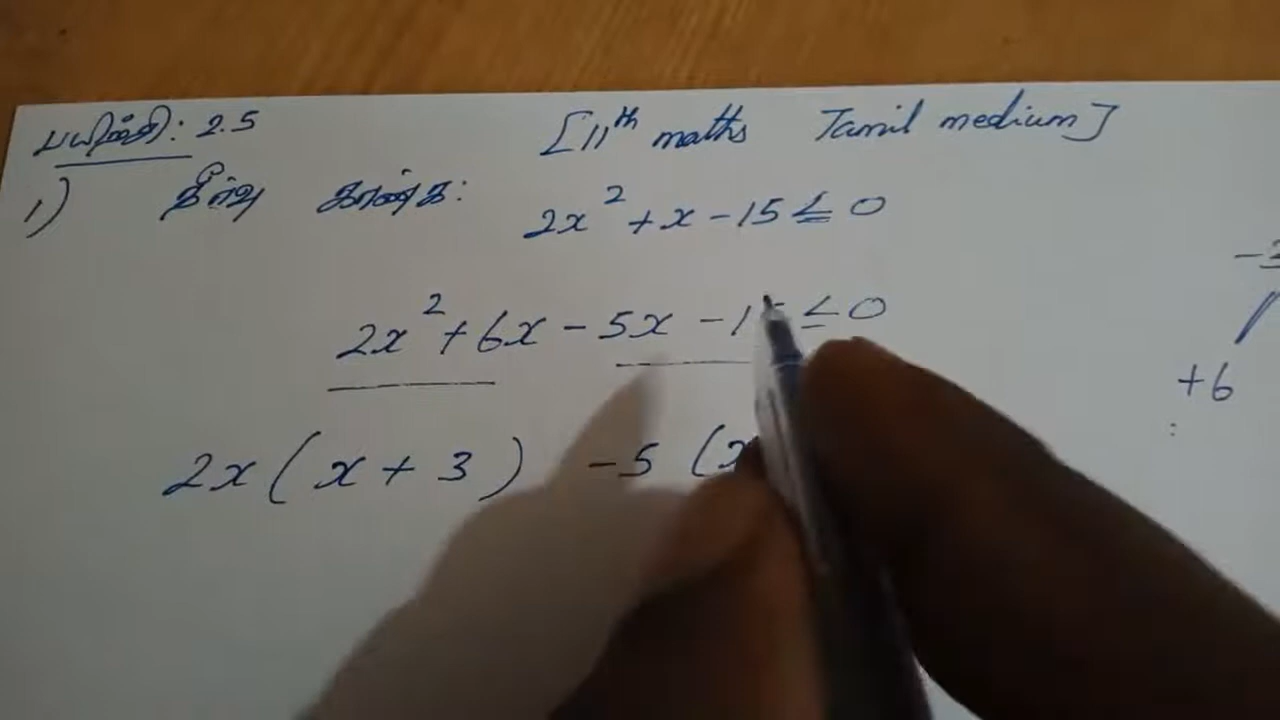 பயிற்சி: 2.5 [11th maths Tamil medium]
1) தீர்வு காண்க: 2x² + x - 15 ≤ 0
2x² + 6x - 5x - 15 ≤ 0
+6
2x(x + 3) -5 (x